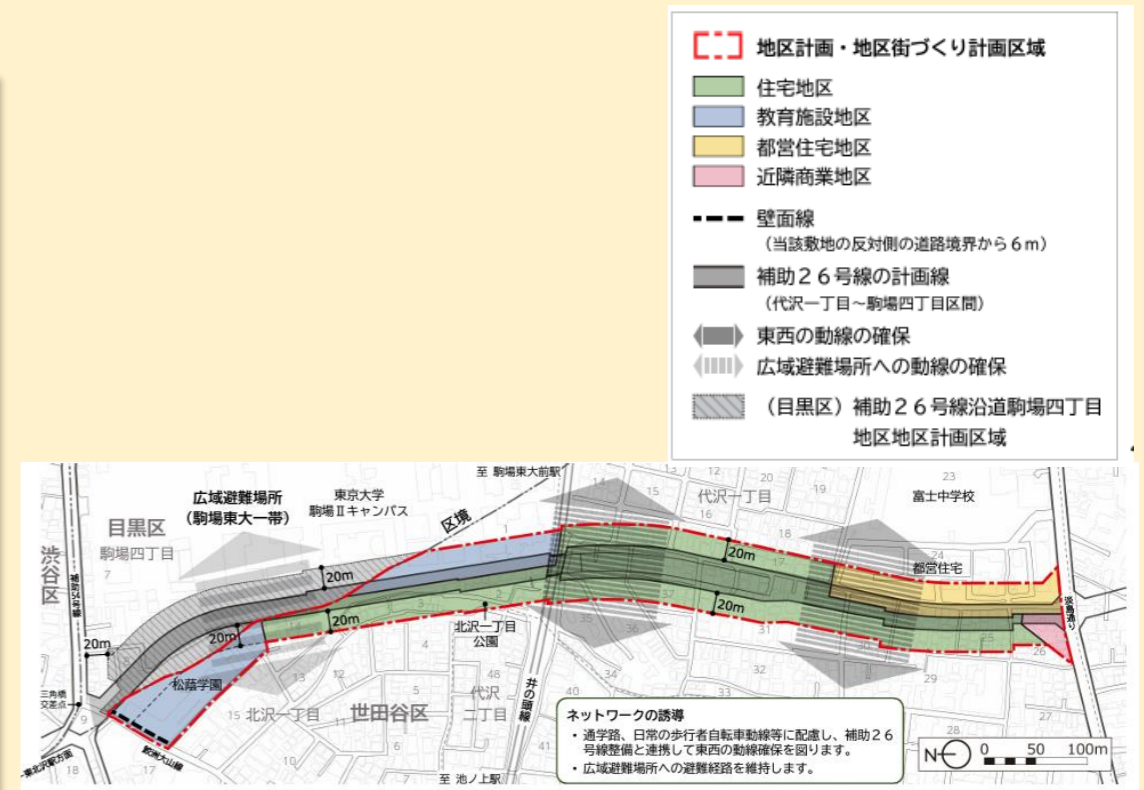 地区計画・地区街づくり計画区域
住宅地区
教育施設地区
都営住宅地区
近隣商業地区
壁面線
（当該敷地の反対側の道路境界から６ｍ）
補助２６号線の計画線
（代沢一丁目～駒場四丁目区間）
東西の動線の確保
広域避難場所への動線の確保
（目黒区）補助２６号線沿道駒場四丁目
地区地区計画区域
至 駒場東大前駅
広域避難場所
（駒場東大一帯）
東京大学
駒場Ⅱキャンパス
区境
代沢一丁目
富士中学校
目黒区
駒場四丁目
渋谷区
都営住宅
淡島通り
20m
20m
20m
20m
20m
20m
北沢一丁目
公園
松蔭学園
三角橋
交差点
北沢一丁目
世田谷区
代沢
二丁目
井の頭線
東北沢駅方面
至 池ノ上駅
ネットワークの誘導
・ 通学路、日常の歩行者自転車動線等に配慮し、補助２６
号線整備と連携して東西の動線確保を図ります。
・ 広域避難場所への避難経路を維持します。
N
0 50 100m